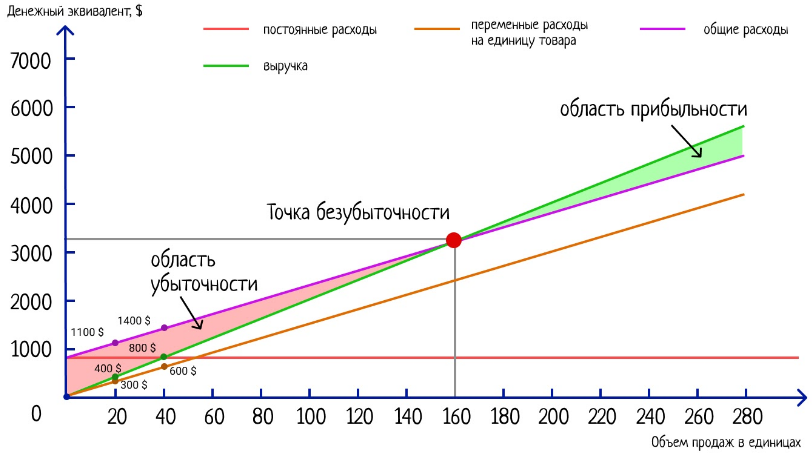 Денежный эквивалент, $
постоянные расходы
переменные расходы
на единицу товара
общие расходы
выручка
7000
6000
5000
4000
3000
2000
1000
0
область прибыльности
Точка безубыточности
область
убыточности
1100 $
1400 $
800 $
400 $
300 $
600 $
20 40 60 80 100 120 140 160 180 200 220 240 260 280
Объем продаж в единицах